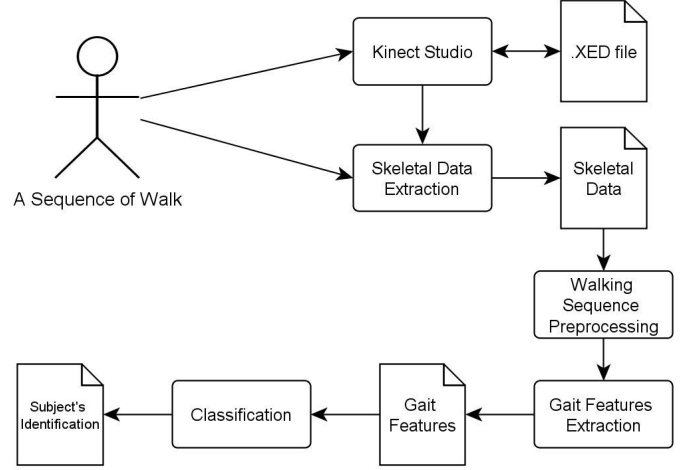 Kinect Studio
.XED file
Skeletal Data
Extraction
Skeletal
Data
A Sequence of Walk
Walking
Sequence
Preprocessing
Gait Features
Extraction
Gait
Features
Classification
Subject's
Identification